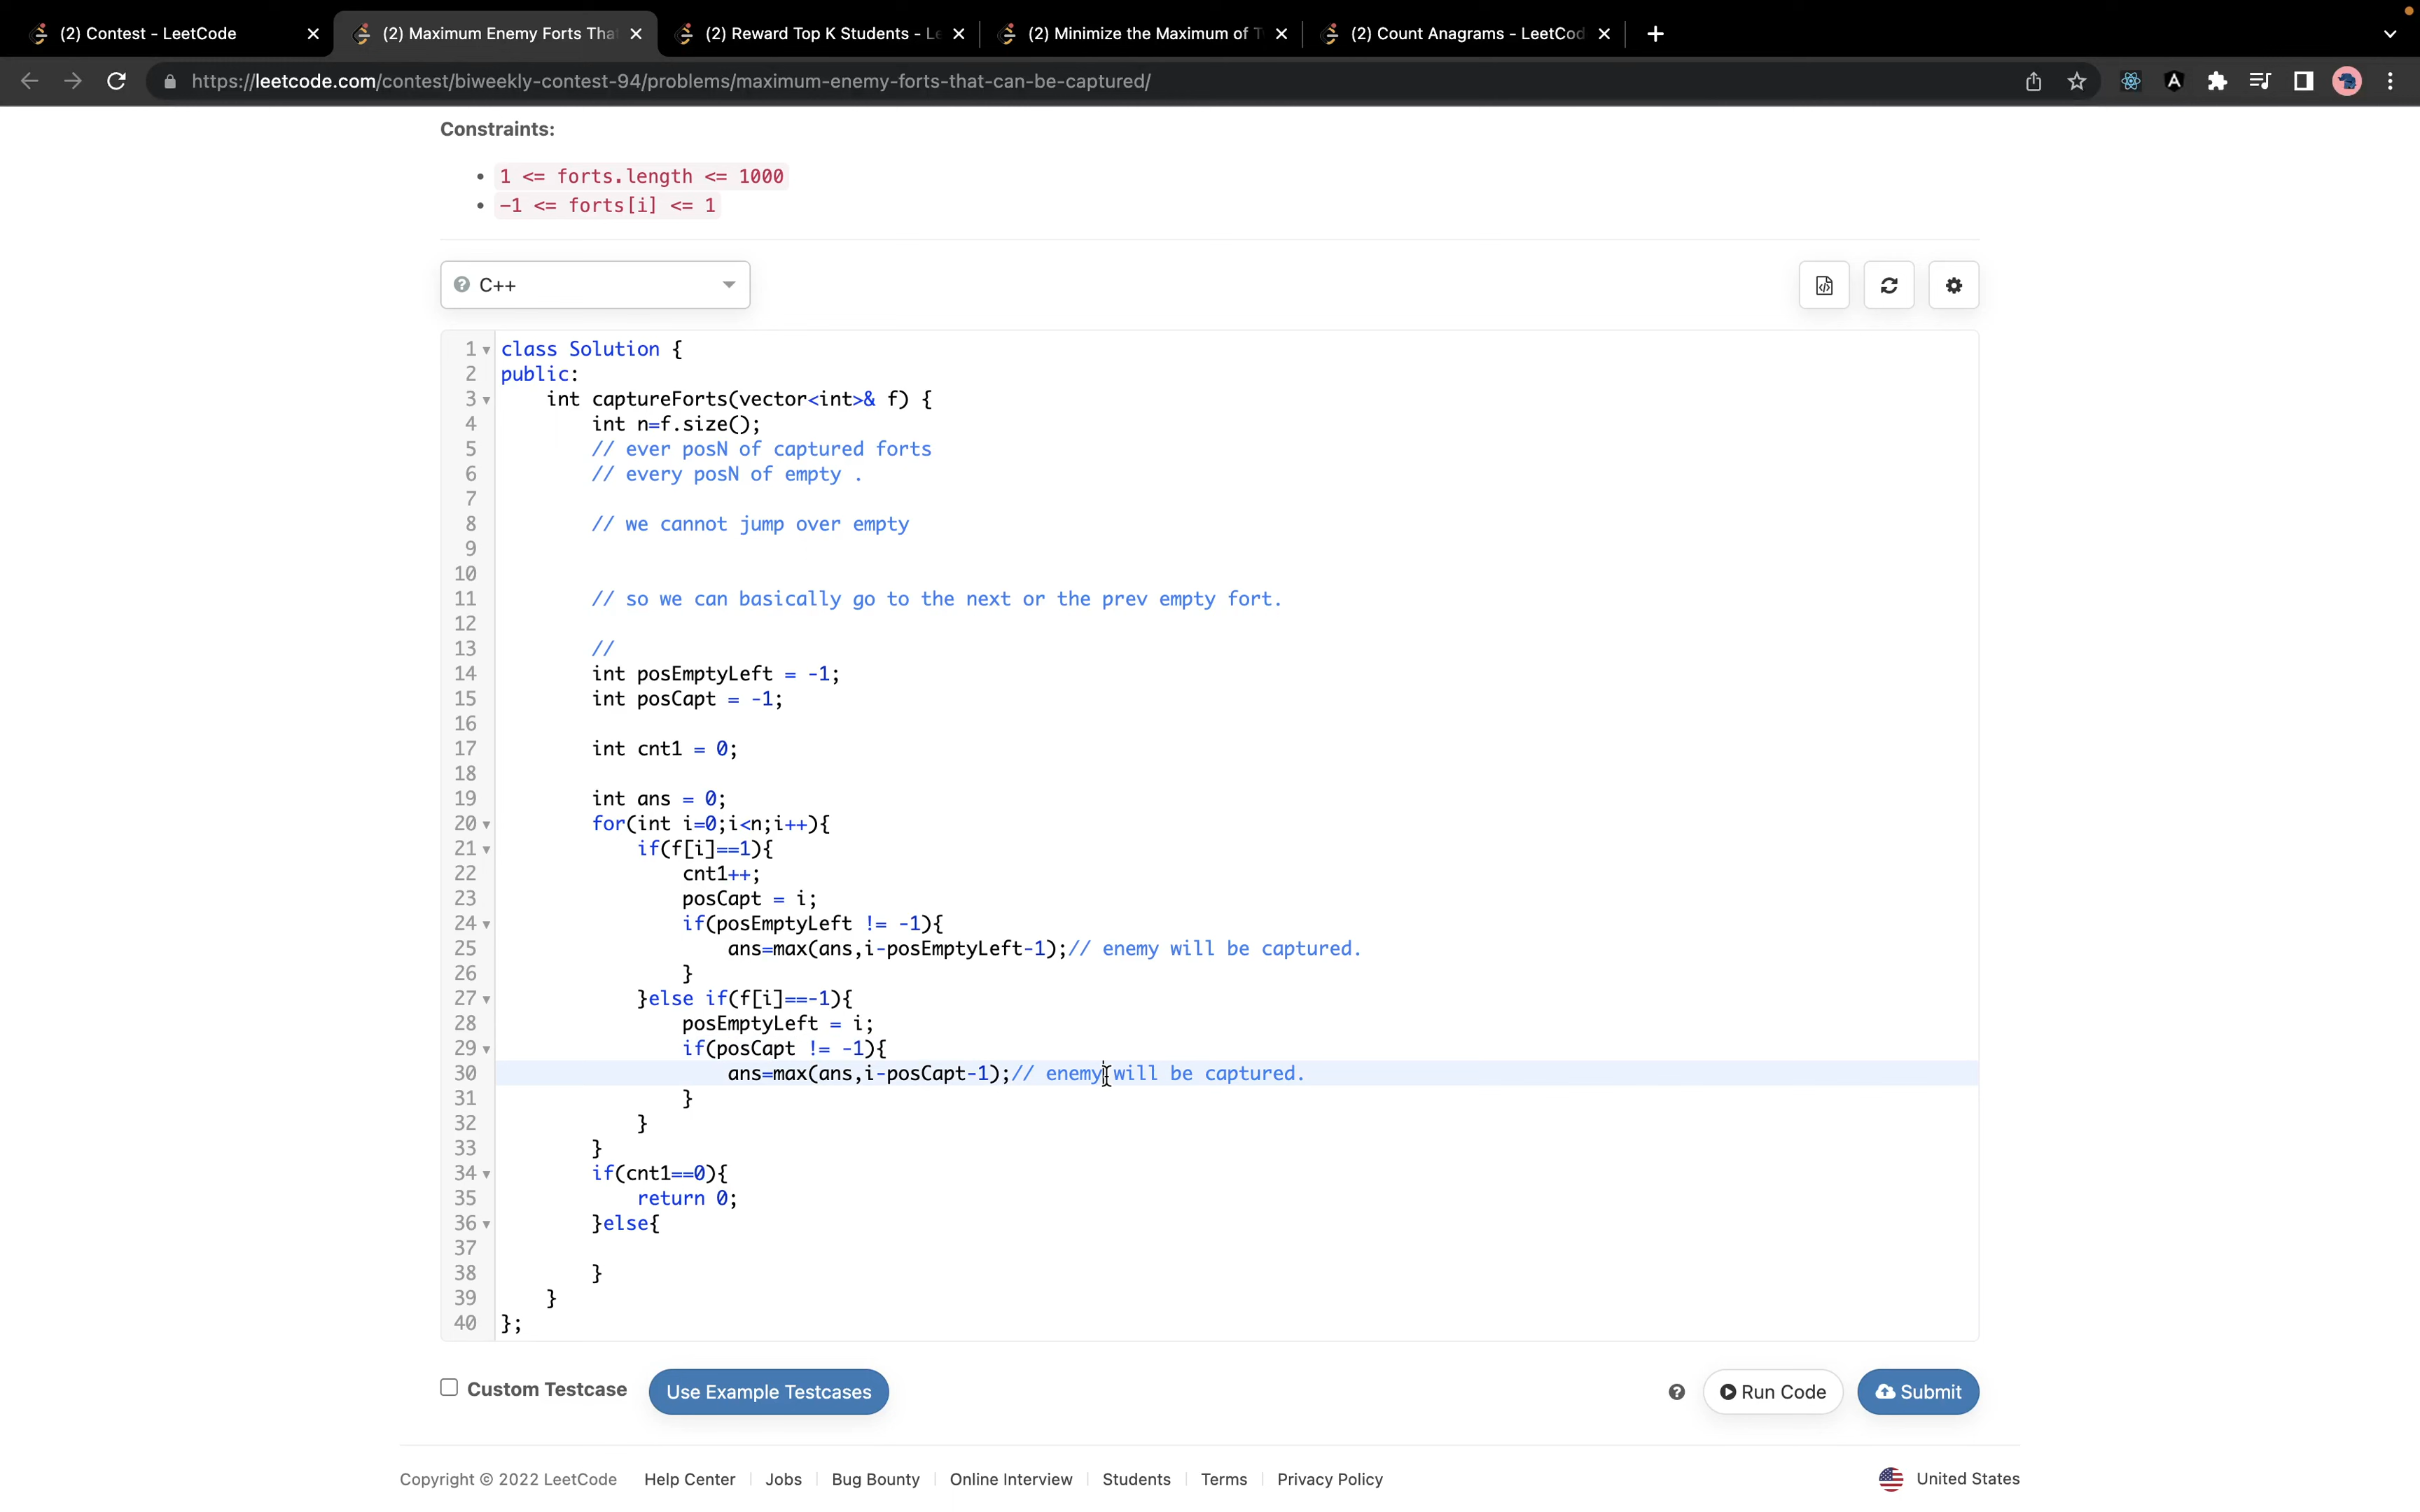 (2) Contest - LeetCode
(2) Maximum Enemy Forts Tha
(2) Reward Top K Students - Le
(2) Minimize the Maximum of T
(2) Count Anagrams - LeetCod
https://leetcode.com/contest/biweekly-contest-94/problems/maximum-enemy-forts-that-can-be-captured/
Constraints:
• 1 <= forts.length <= 1000
• -1 <= forts[i] <= 1
C++
1 class Solution {
2 public:
3 int captureForts(vector<int>& f) {
4 int n=f.size();
5 // ever posN of captured forts
6 // every posN of empty .
7
8 // we cannot jump over empty
9
10
11 // so we can basically go to the next or the prev empty fort.
12
13 //
14 int posEmptyLeft = -1;
15 int posCapt = -1;
16
17 int cnt1 = 0;
18
19 int ans = 0;
20 for(int i=0;i<n;i++){
21 if(f[i]==1){
22 cnt1++;
23 posCapt = i;
24 if(posEmptyLeft != -1){
25 ans=max(ans,i-posEmptyLeft-1);// enemy will be captured.
26 }
27 }else if(f[i]==-1){
28 posEmptyLeft = i;
29 if(posCapt != -1){
30 ans=max(ans,i-posCapt-1);// enemy will be captured.
31 }
32 }
33 }
34 if(cnt1==0){
35 return 0;
36 }else{
37
38 }
39 }
40 };
Custom Testcase Use Example Testcases Run Code Submit
Copyright © 2022 LeetCode Help Center Jobs Bug Bounty Online Interview Students Terms Privacy Policy United States